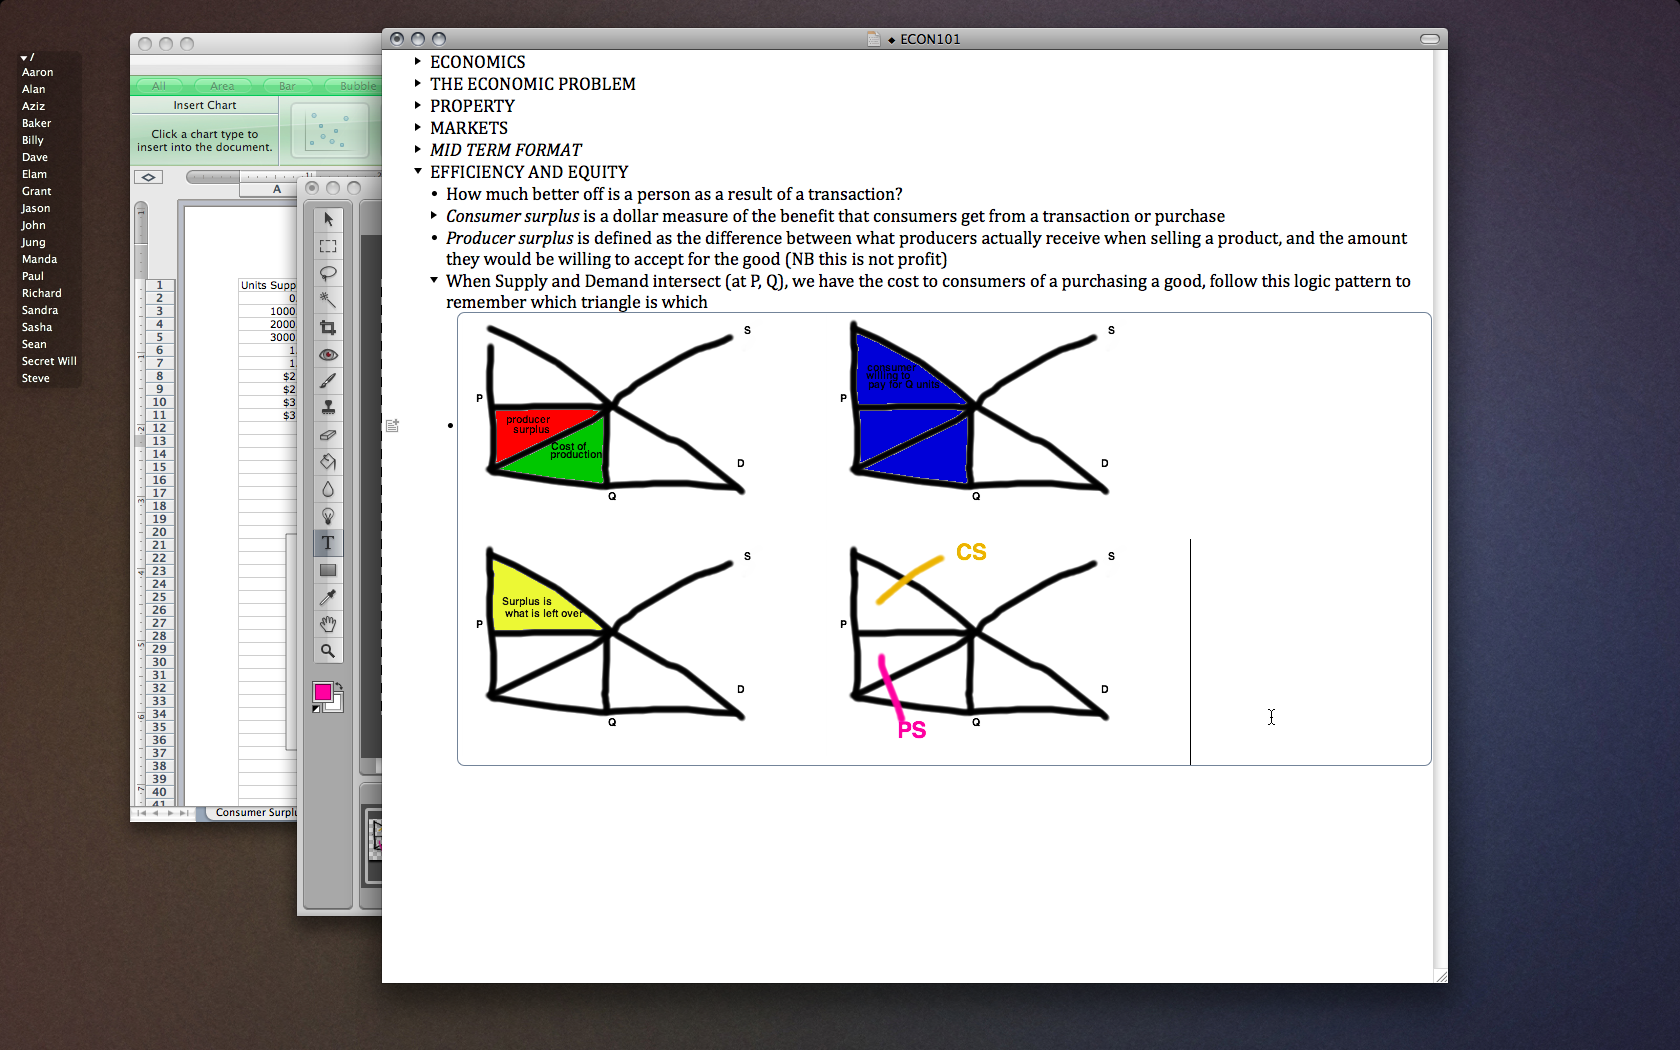 /
Aaron
Alan
Aziz
Baker
Billy
Dave
Elam
Grant
Jason
John
Jung
Manda
Paul
Richard
Sandra
Sasha
Sean
Secret Will
Steve
All Area Bar Bubble
Insert Chart
Click a chart type to
insert into the document.
A
1 Units Supp
2 0
3 1000
4 2000
5 3000
6 1
7 1
8 $2
9 $2
10 $3
11 $3
12
13
14
15
16
17
18
19
20
21
22
23
24
25
26
27
28
29
30
31
32
33
34
35
36
37
38
39
40
41
Consumer Surplu
T
ECON101
ECONOMICS
THE ECONOMIC PROBLEM
PROPERTY
MARKETS
MID TERM FORMAT
EFFICIENCY AND EQUITY
How much better off is a person as a result of a transaction?
Consumer surplus is a dollar measure of the benefit that consumers get from a transaction or purchase
Producer surplus is defined as the difference between what producers actually receive when selling a product, and the amount
they would be willing to accept for the good (NB this is not profit)
When Supply and Demand intersect (at P, Q), we have the cost to consumers of a purchasing a good, follow this logic pattern to
remember which triangle is which
S
P
producer
surplus
Cost of
production
D
Q
S
consumer
willing to
pay for Q units
P
D
Q
S
Surplus is
what is left over
P
D
Q
CS
S
P
D
Q
PS